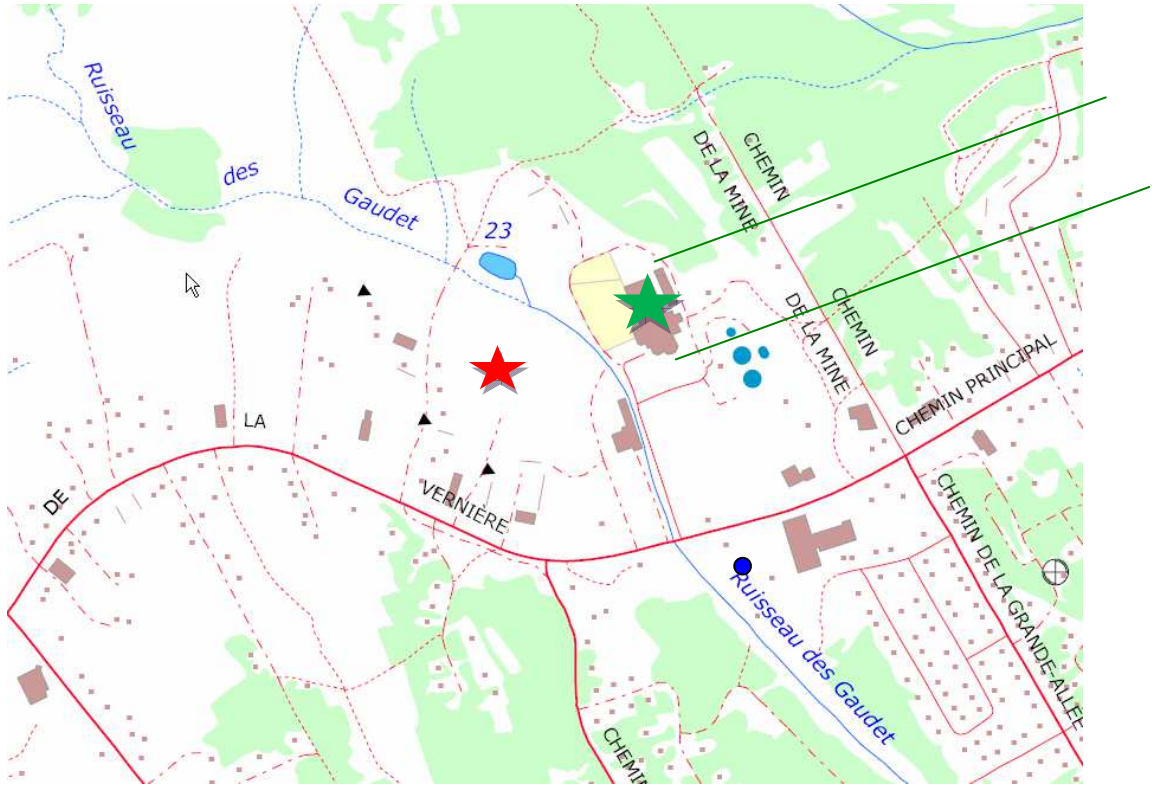 Ruisseau
des
Gaudet
23
CHEMIN
DE LA MINE
CHEMIN
DE LA MINE
CHEMIN PRINCIPAL
LA
DE
VERNIÈRE
CHEMIN DE LA GRANDE-ALLÉE
Ruisseau des Gaudet
CHEMIN